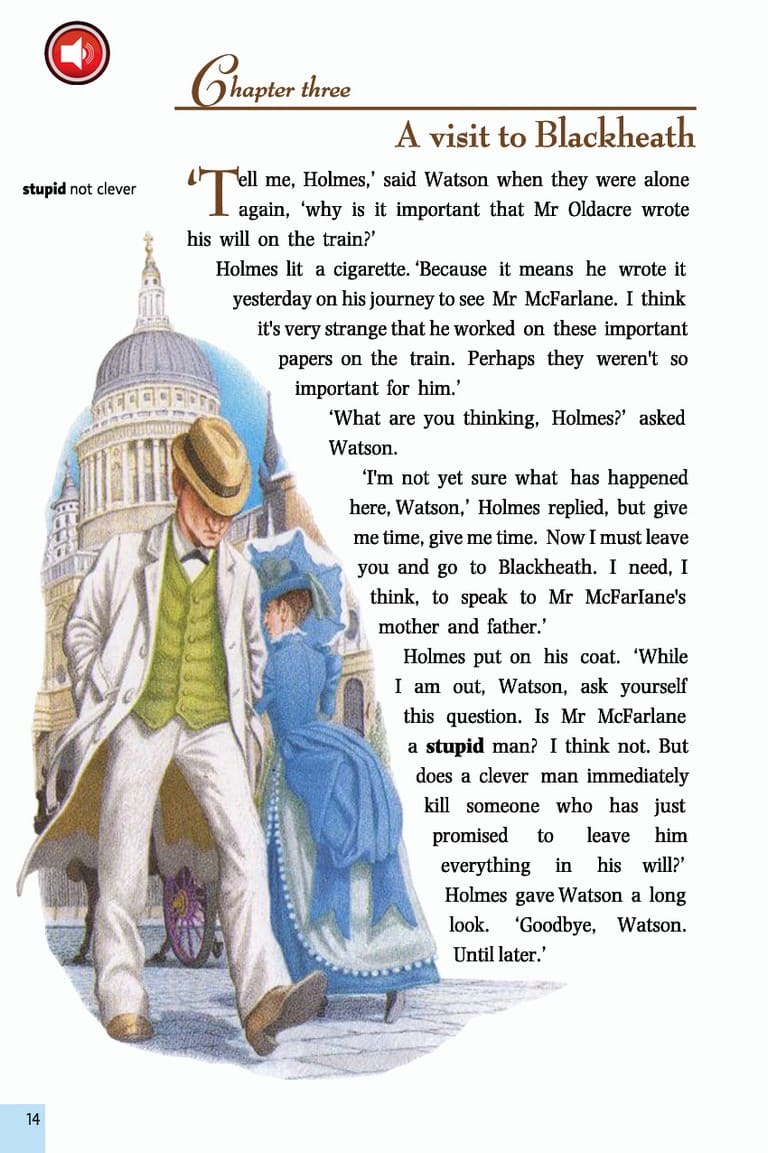 Chapter three
A visit to Blackheath
stupid not clever
‘Tell me, Holmes,’ said Watson when they were alone
again, ‘why is it important that Mr Oldacre wrote
his will on the train?’
Holmes lit a cigarette. ‘Because it means he wrote it
yesterday on his journey to see Mr McFarlane. I think
it's very strange that he worked on these important
papers on the train. Perhaps they weren't so
important for him.’
‘What are you thinking, Holmes?’ asked
Watson.
‘I'm not yet sure what has happened
here, Watson,’ Holmes replied, but give
me time, give me time. Now I must leave
you and go to Blackheath. I need, I
think, to speak to Mr McFarIane's
mother and father.’
Holmes put on his coat. ‘While
I am out, Watson, ask yourself
this question. Is Mr McFarlane
a stupid man? I think not. But
does a clever man immediately
kill someone who has just
promised to leave him
everything in his will?’
Holmes gave Watson a long
look. ‘Goodbye, Watson.
Until later.’
14